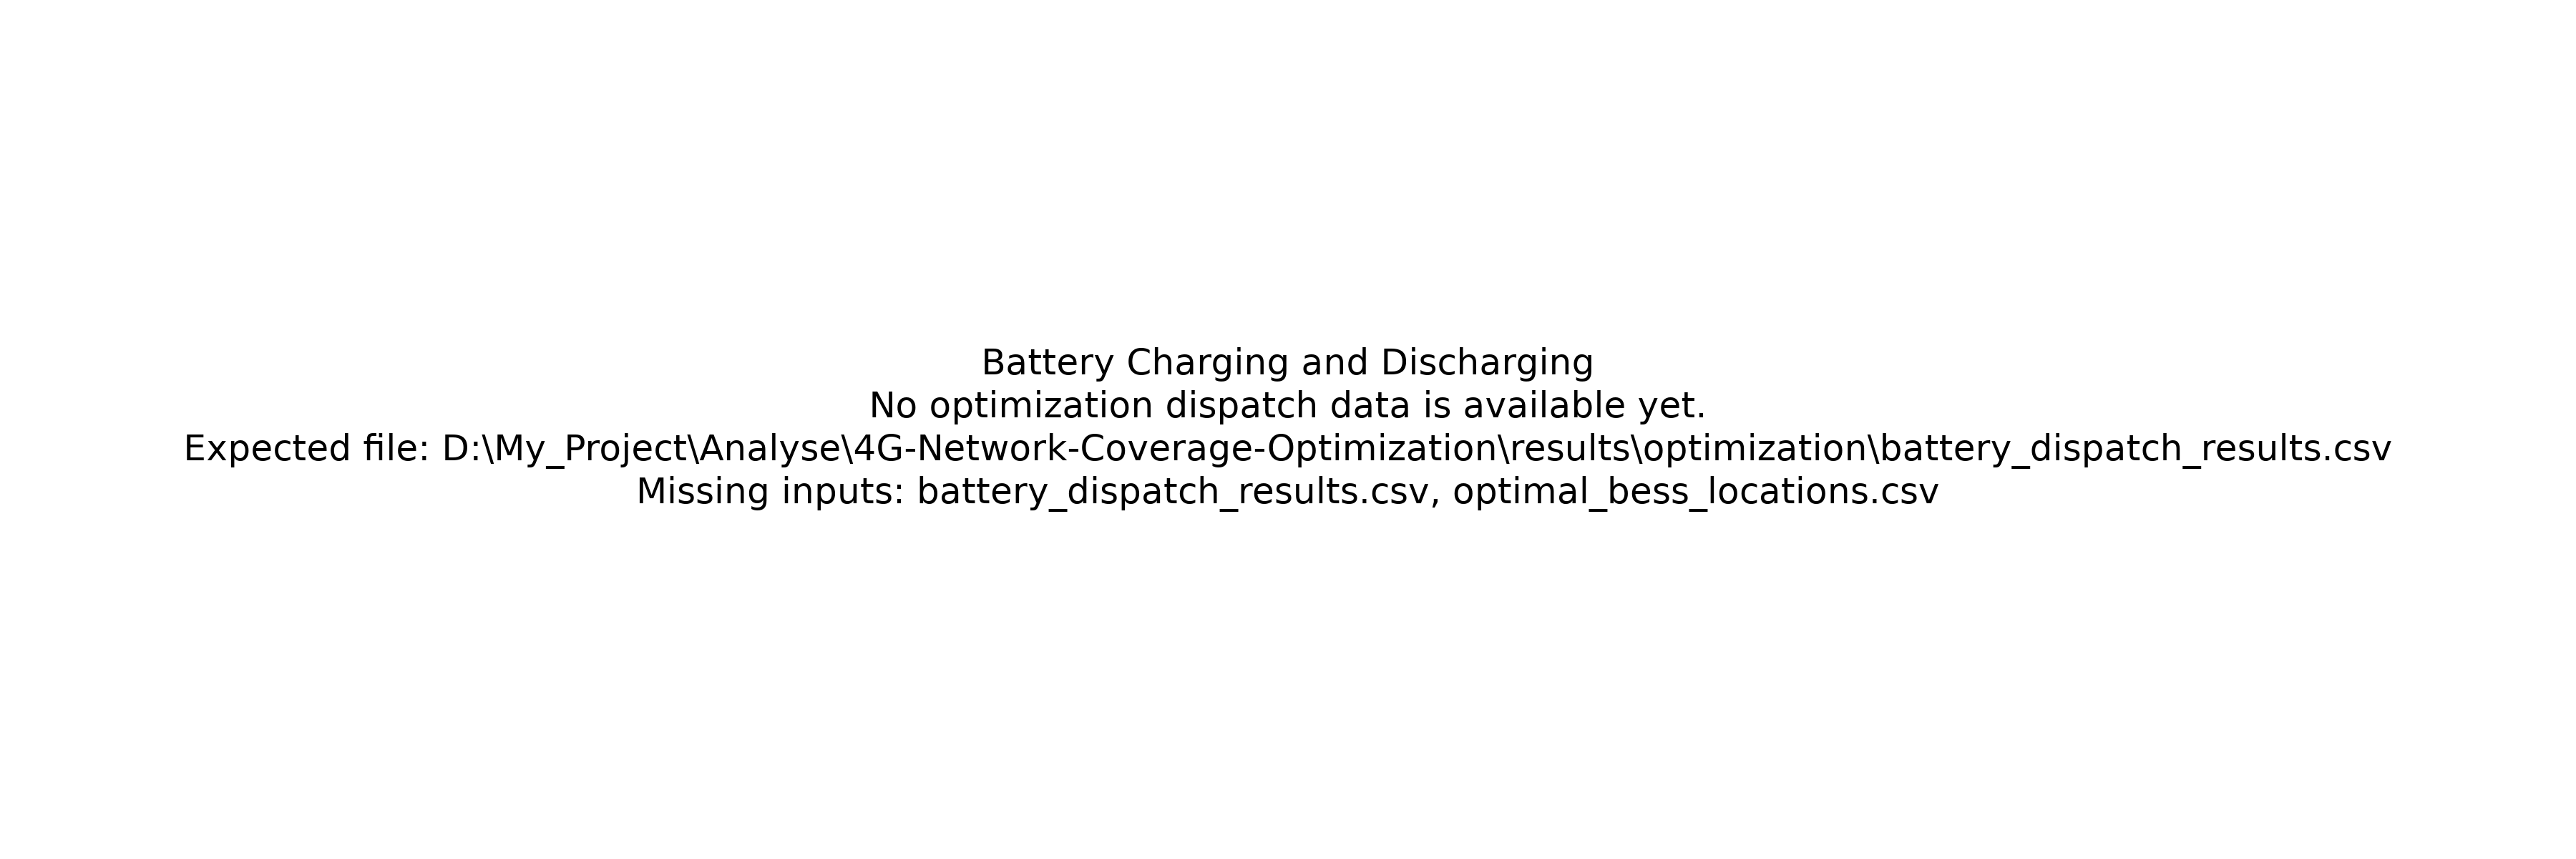 Battery Charging and Discharging
No optimization dispatch data is available yet.
Expected file: D:\My_Project\Analyse\4G-Network-Coverage-Optimization\results\optimization\battery_dispatch_results.csv
Missing inputs: battery_dispatch_results.csv, optimal_bess_locations.csv